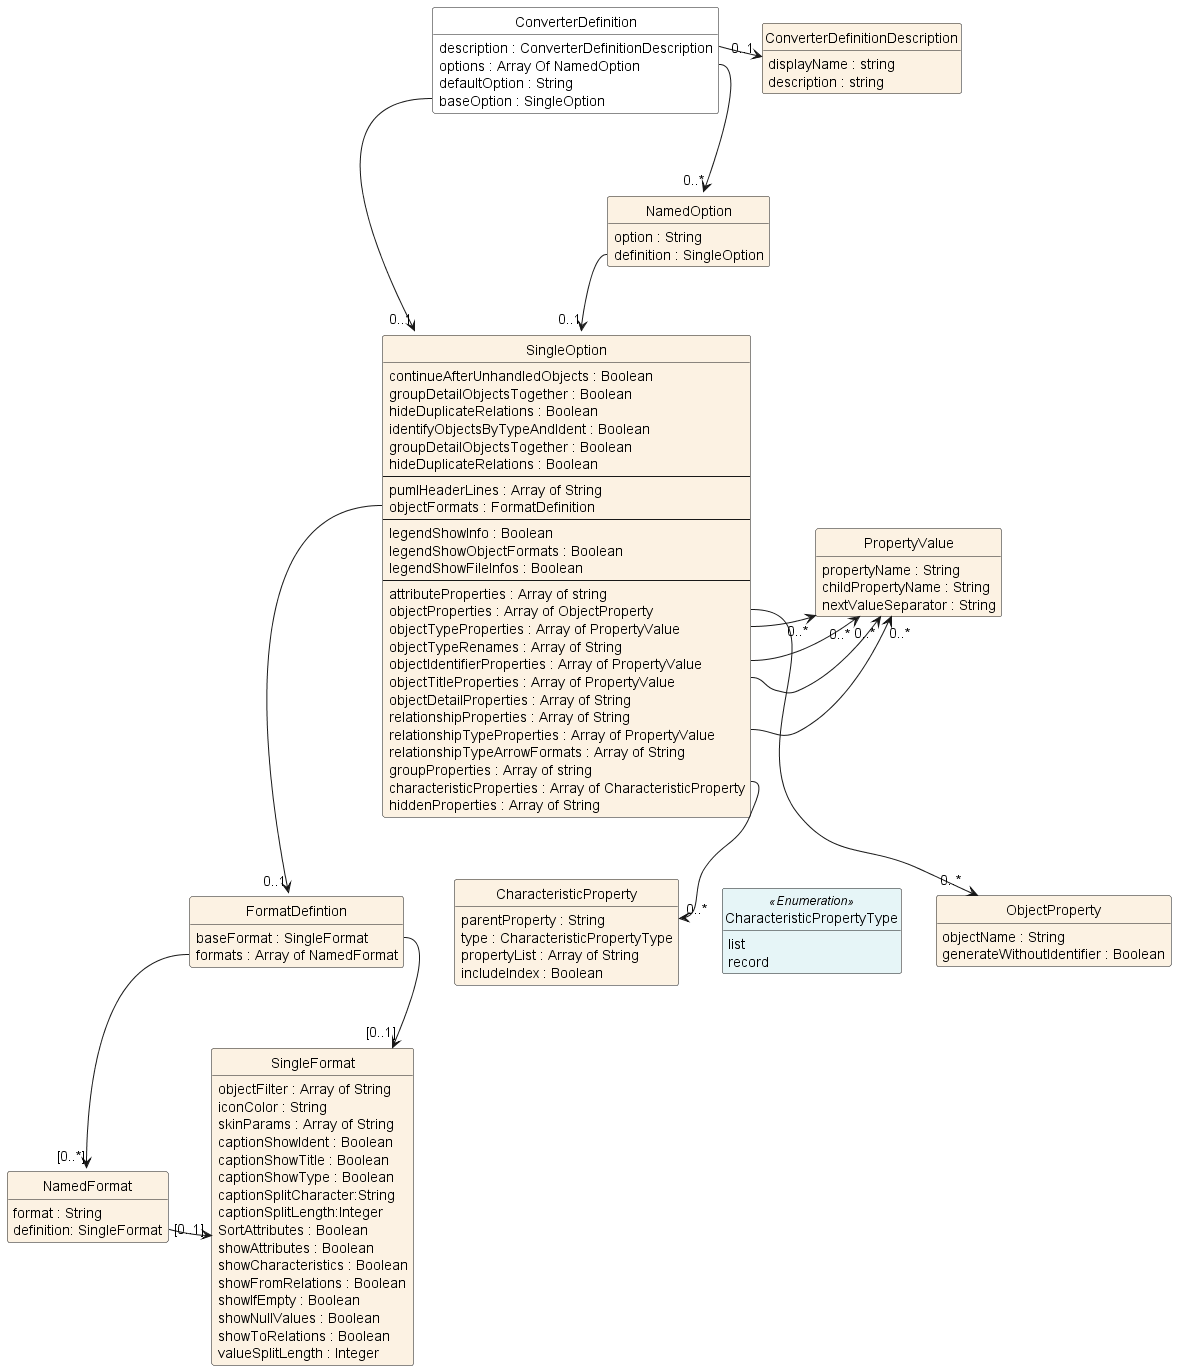 ConverterDefinition
description : ConverterDefinitionDescription
options : Array Of NamedOption
defaultOption : String
baseOption : SingleOption
0..1
ConverterDefinitionDescription
displayName : string
description : string
0..*
NamedOption
option : String
definition : SingleOption
0..1
0..1
SingleOption
continueAfterUnhandledObjects : Boolean
groupDetailObjectsTogether : Boolean
hideDuplicateRelations : Boolean
identifyObjectsByTypeAndIdent : Boolean
groupDetailObjectsTogether : Boolean
hideDuplicateRelations : Boolean
pumlHeaderLines : Array of String
objectFormats : FormatDefinition
legendShowInfo : Boolean
legendShowObjectFormats : Boolean
legendShowFileInfos : Boolean
attributeProperties : Array of string
objectProperties : Array of ObjectProperty
objectTypeProperties : Array of PropertyValue
objectTypeRenames : Array of String
objectIdentifierProperties : Array of PropertyValue
objectTitleProperties : Array of PropertyValue
objectDetailProperties : Array of String
relationshipProperties : Array of String
relationshipTypeProperties : Array of PropertyValue
relationshipTypeArrowFormats : Array of String
groupProperties : Array of string
characteristicProperties : Array of CharacteristicProperty
hiddenProperties : Array of String
PropertyValue
propertyName : String
childPropertyName : String
nextValueSeparator : String
0..*
0..*
0..*
0..*
0..1
FormatDefintion
baseFormat : SingleFormat
formats : Array of NamedFormat
CharacteristicProperty
parentProperty : String
type : CharacteristicPropertyType
propertyList : Array of String
includeIndex : Boolean
0..*
«Enumeration»
CharacteristicPropertyType
list
record
0..*
ObjectProperty
objectName : String
generateWithoutIdentifier : Boolean
[0..1]
SingleFormat
objectFilter : Array of String
iconColor : String
skinParams : Array of String
captionShowIdent : Boolean
captionShowTitle : Boolean
captionShowType : Boolean
captionSplitCharacter:String
captionSplitLength:Integer
SortAttributes : Boolean
showAttributes : Boolean
showCharacteristics : Boolean
showFromRelations : Boolean
showIfEmpty : Boolean
showNullValues : Boolean
showToRelations : Boolean
valueSplitLength : Integer
[0..*]
NamedFormat
format : String
definition: SingleFormat
[0..1]